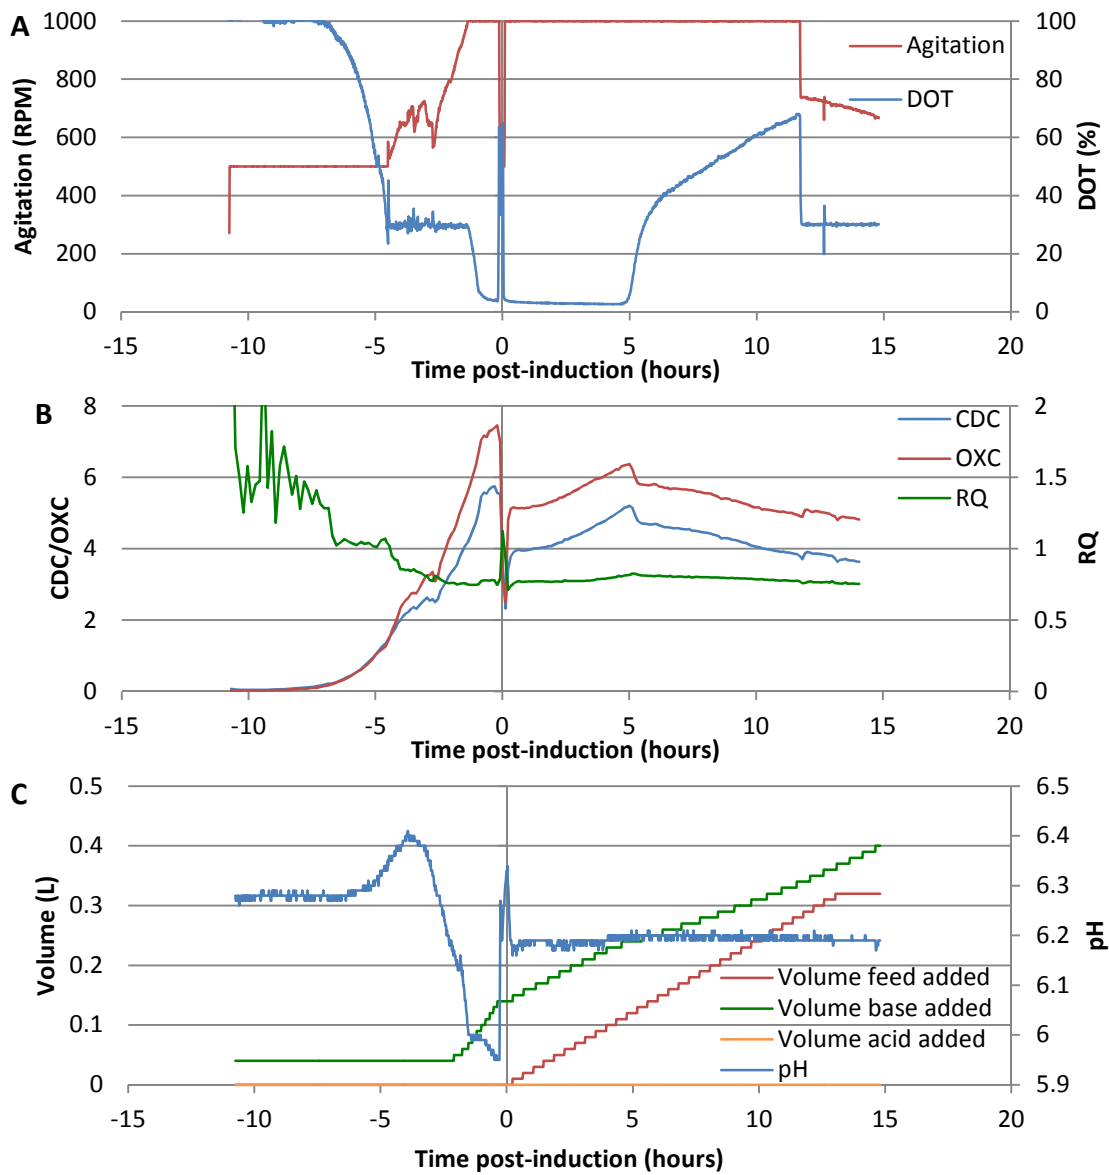 A
Agitation (RPM)
1000
800
600
400
200
0
Agitation
DOT
100
80
60
40
20
0
DOT (%)
-15 -10 -5 0 5 10 15 20
Time post-induction (hours)
B
CDC/OXC
8
6
4
2
0
CDC
OXC
RQ
2
1.5
1
0.5
0
RQ
-15 -10 -5 0 5 10 15 20
Time post-induction (hours)
C
Volume (L)
0.5
0.4
0.3
0.2
0.1
0
Volume feed added
Volume base added
Volume acid added
pH
6.5
6.4
6.3
6.2
6.1
6
5.9
pH
-15 -10 -5 0 5 10 15 20
Time post-induction (hours)